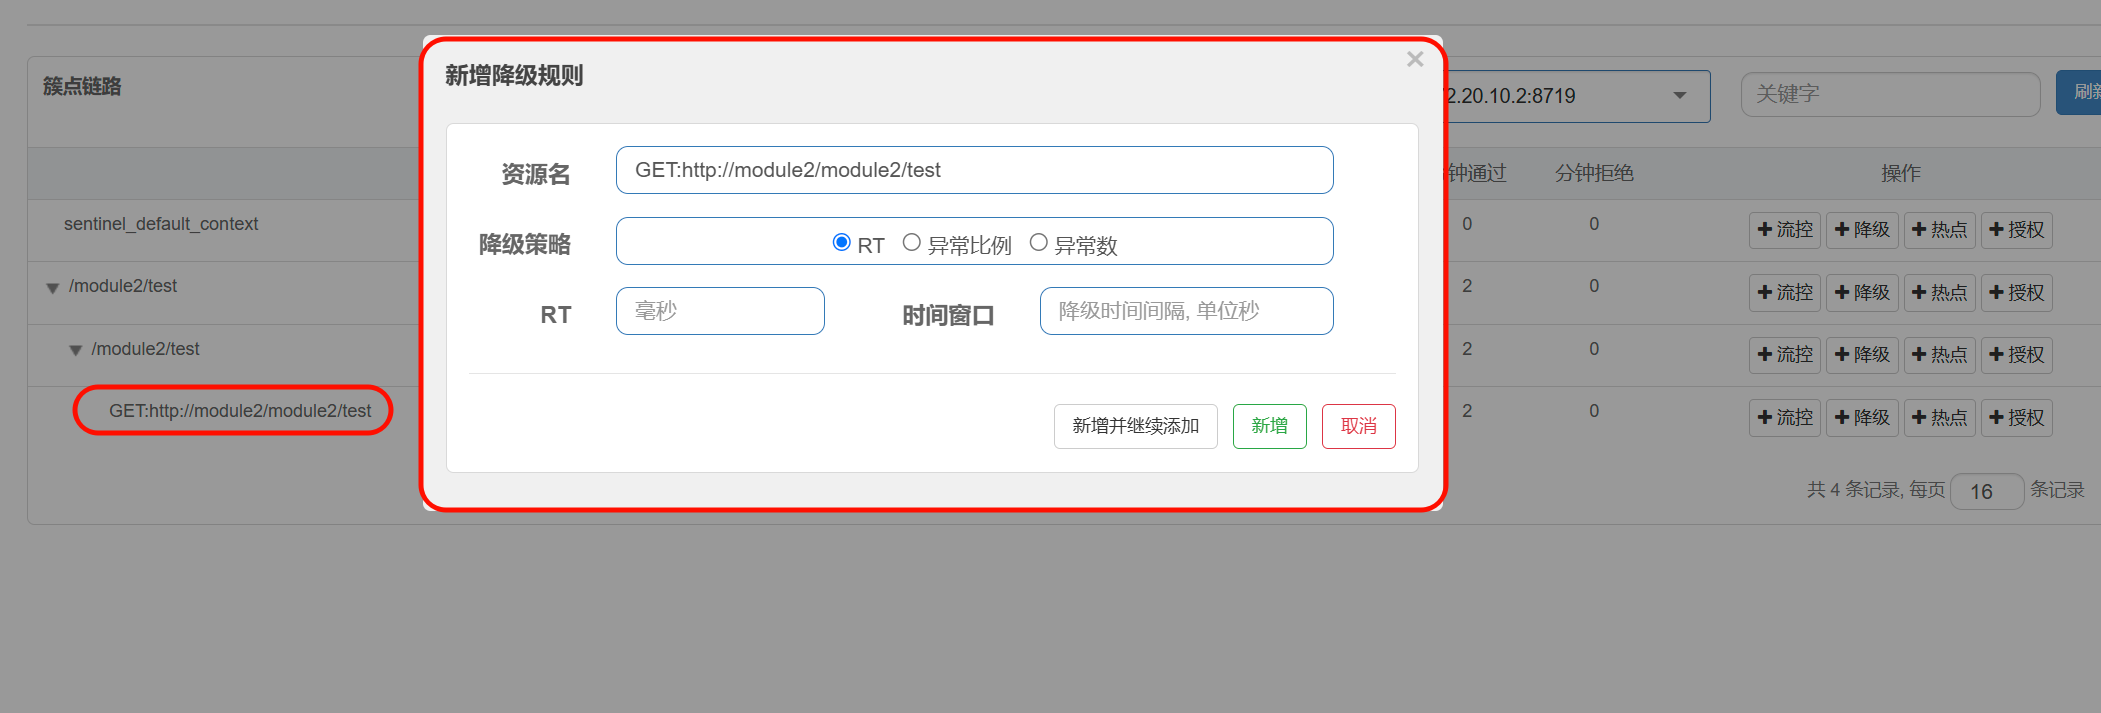 新增降级规则
×
簇点链路
2.20.10.2:8719
关键字
刷新
资源名 GET:http://module2/module2/test
钟通过 分钟拒绝 操作
sentinel_default_context
0 0 流控 降级 热点 授权
降级策略 RT 异常比例 异常数
/module2/test
2 0 流控 降级 热点 授权
RT 毫秒 时间窗口 降级时间间隔, 单位秒
/module2/test
2 0 流控 降级 热点 授权
GET:http://module2/module2/test
2 0 流控 降级 热点 授权
新增并继续添加 新增 取消
共 4 条记录, 每页 16 条记录